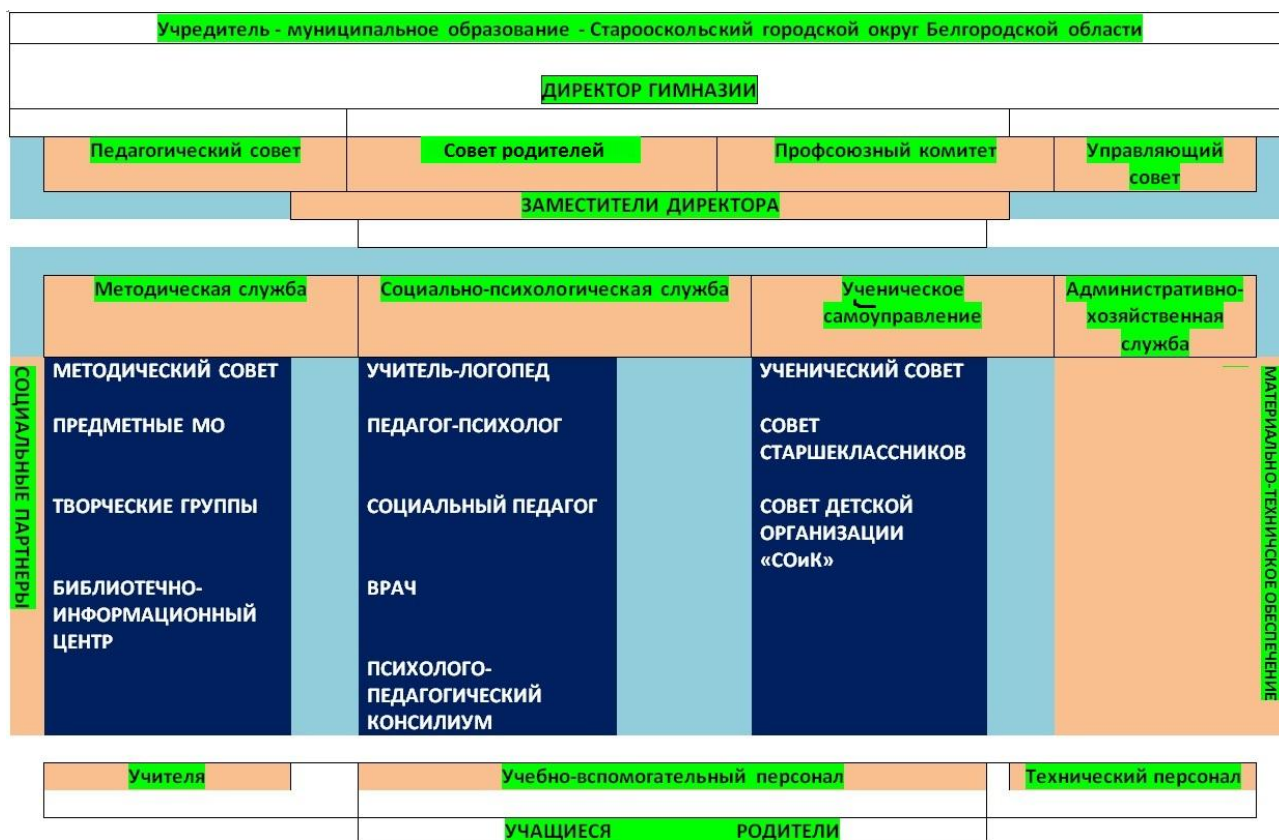 Учредитель - муниципальное образование - Старооскольский городской округ Белгородской области
ДИРЕКТОР ГИМНАЗИИ
Педагогический совет
Совет родителей
Профсоюзный комитет
Управляющий
совет
ЗАМЕСТИТЕЛИ ДИРЕКТОРА
Методическая служба
Социально-психологическая служба
Ученическое
самоуправление
Административно-
хозяйственная
служба
СОЦИАЛЬНЫЕ ПАРТНЕРЫ
МЕТОДИЧЕСКИЙ СОВЕТ
ПРЕДМЕТНЫЕ МО
ТВОРЧЕСКИЕ ГРУППЫ
БИБЛИОТЕЧНО-
ИНФОРМАЦИОННЫЙ
ЦЕНТР
УЧИТЕЛЬ-ЛОГОПЕД
ПЕДАГОГ-ПСИХОЛОГ
СОЦИАЛЬНЫЙ ПЕДАГОГ
ВРАЧ
ПСИХОЛОГО-
ПЕДАГОГИЧЕСКИЙ
КОНСИЛИУМ
УЧЕНИЧЕСКИЙ СОВЕТ
СОВЕТ
СТАРШЕКЛАССНИКОВ
СОВЕТ ДЕТСКОЙ
ОРГАНИЗАЦИИ
«СОиК»
МАТЕРИАЛЬНО-ТЕХНИЧСКОЕ ОБЕСПЕЧЕНИЕ
Учителя
Учебно-вспомогательный персонал
Технический персонал
УЧАЩИЕСЯ РОДИТЕЛИ